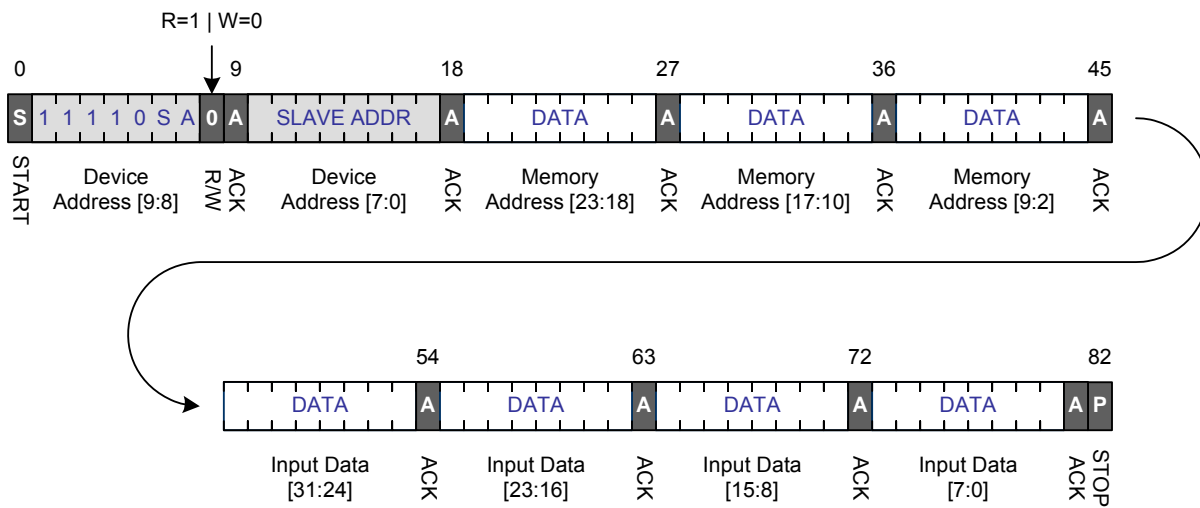 R=1 | W=0
0 9 18 27 36 45
S 1 1 1 1 0 S A 0 A SLAVE ADDR A DATA A DATA A DATA A
START Device Address [9:8] R/W ACK Device Address [7:0] ACK Memory Address [23:18] ACK Memory Address [17:10] ACK Memory Address [9:2] ACK
54 63 72 82
DATA A DATA A DATA A DATA A P
Input Data [31:24] ACK Input Data [23:16] ACK Input Data [15:8] ACK Input Data [7:0] ACK STOP